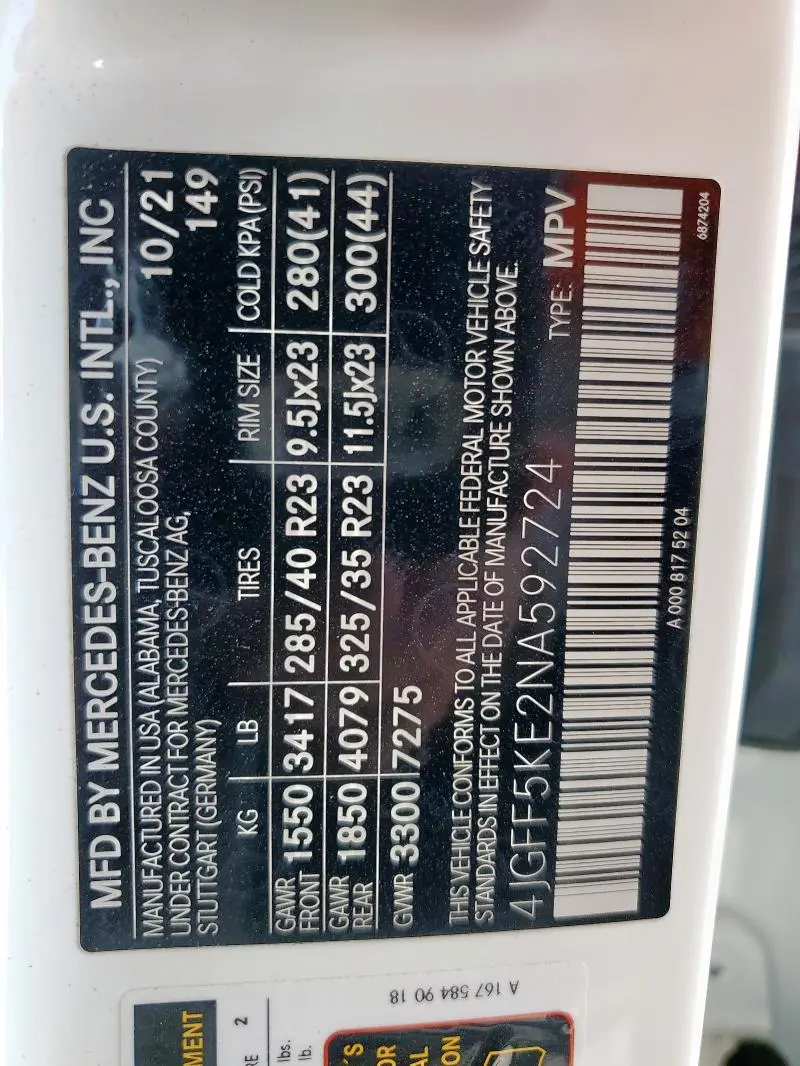 MFD BY MERCEDES-BENZ U.S. INTL., INC
MANUFACTURED IN USA (ALABAMA, TUSCALOOSA COUNTY) 10/21
UNDER CONTRACT FOR MERCEDES-BENZ AG, 149
STUTTGART (GERMANY)
KG LB TIRES RIM SIZE COLD KPA (PSI)
GAWR FRONT 1550 3417 285/40 R23 9.5Jx23 280(41)
GAWR REAR 1850 4079 325/35 R23 11.5Jx23 300(44)
GVWR 3300 7275
THIS VEHICLE CONFORMS TO ALL APPLICABLE FEDERAL MOTOR VEHICLE SAFETY
STANDARDS IN EFFECT ON THE DATE OF MANUFACTURE SHOWN ABOVE.
4JGFF5KE2NA592724 TYPE: MPV
A 000 817 52 04
6874204
A 167 584 90 18
2
lbs.
lb.